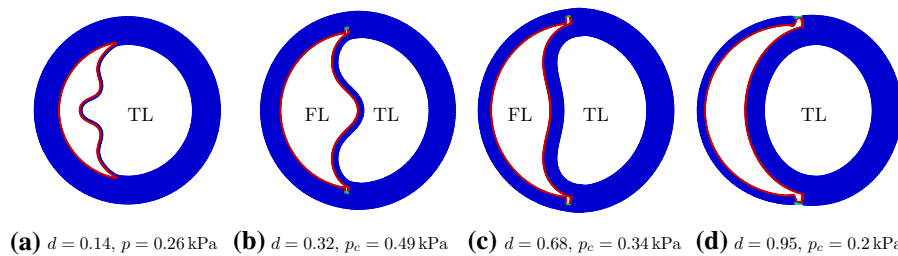 TL
FL TL
FL TL
TL
(a) d = 0.14, p = 0.26 kPa (b) d = 0.32, p_c = 0.49 kPa (c) d = 0.68, p_c = 0.34 kPa (d) d = 0.95, p_c = 0.2 kPa